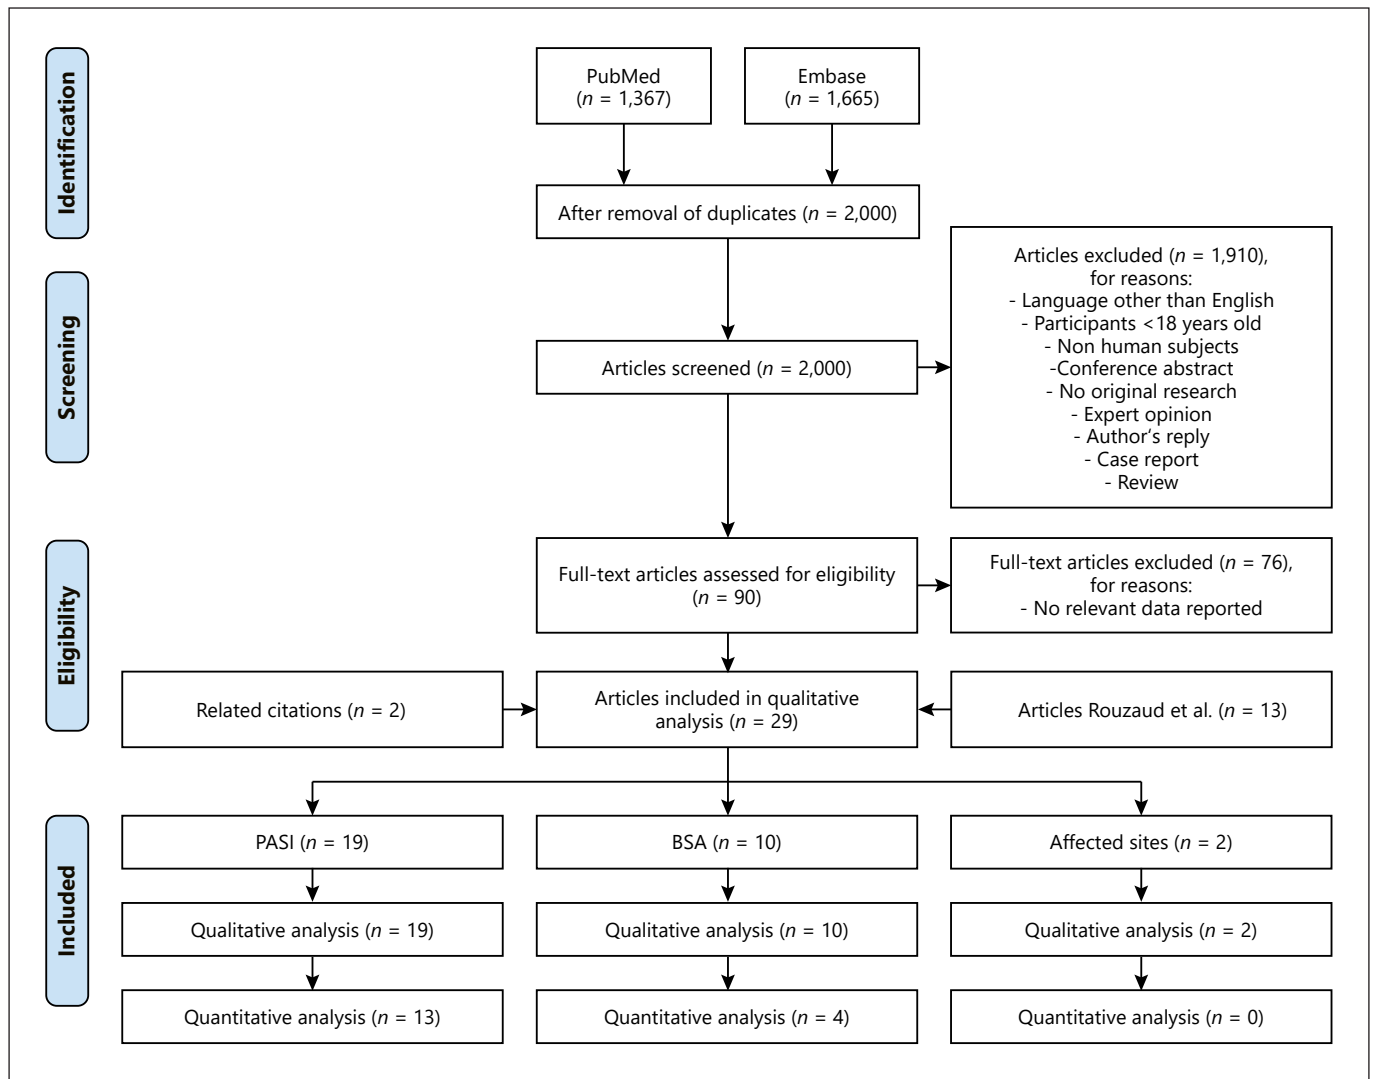 Identification
PubMed
(n = 1,367)
Embase
(n = 1,665)
After removal of duplicates (n = 2,000)
Screening
Articles screened (n = 2,000)
Articles excluded (n = 1,910),
for reasons:
- Language other than English
- Participants <18 years old
- Non human subjects
-Conference abstract
- No original research
- Expert opinion
- Author‘s reply
- Case report
- Review
Eligibility
Full-text articles assessed for eligibility
(n = 90)
Full-text articles excluded (n = 76),
for reasons:
- No relevant data reported
Related citations (n = 2)
Articles included in qualitative
analysis (n = 29)
Articles Rouzaud et al. (n = 13)
Included
PASI (n = 19)
BSA (n = 10)
Affected sites (n = 2)
Qualitative analysis (n = 19)
Qualitative analysis (n = 10)
Qualitative analysis (n = 2)
Quantitative analysis (n = 13)
Quantitative analysis (n = 4)
Quantitative analysis (n = 0)